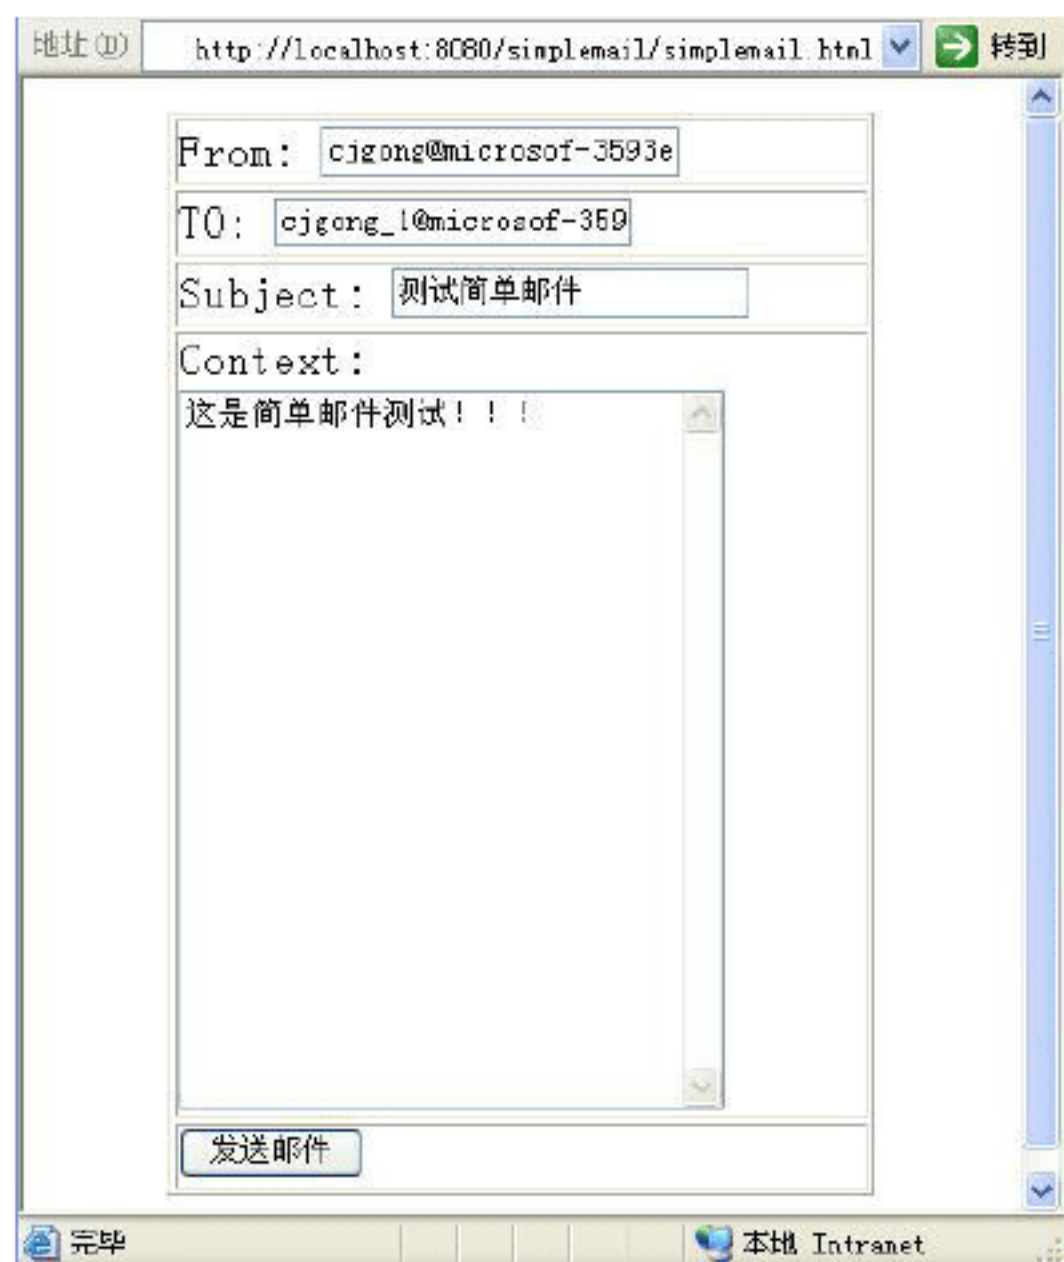 地址(D) http://localhost:8080/simplemail/simplemail.html 转到
From: cjgong@microsof-3593e
TO: cjgong_1@microsof-359
Subject: 测试简单邮件
Context:
这是简单邮件测试！！！
发送邮件
完毕 本地 Intranet